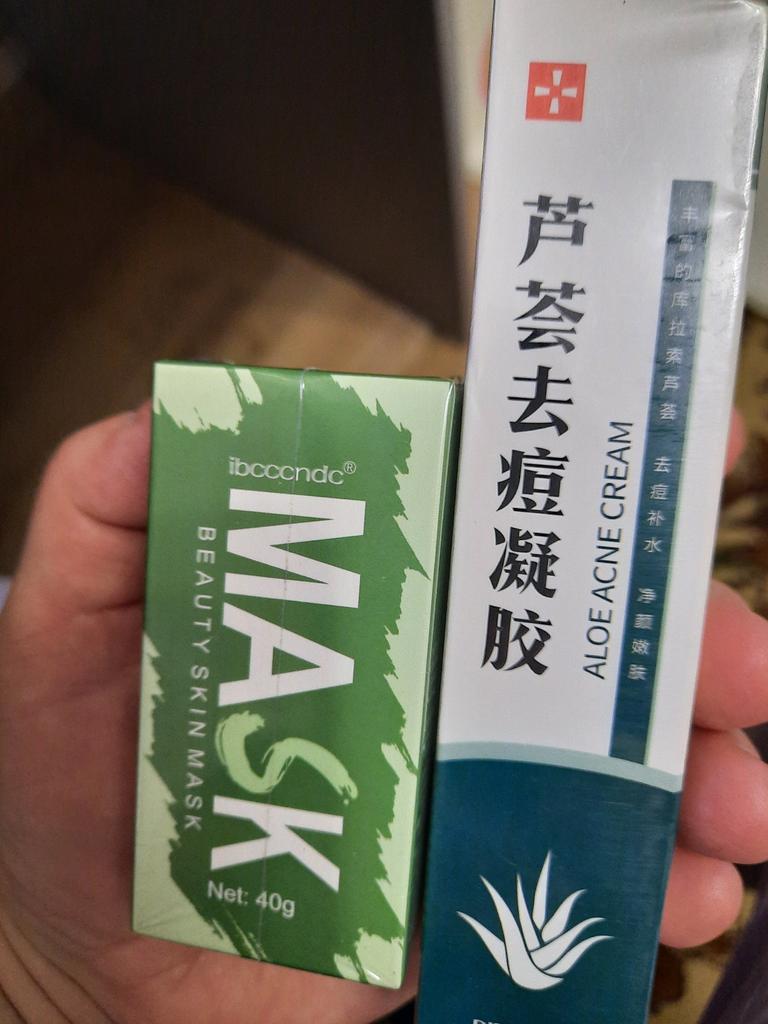 ibcccndc®
MASK
BEAUTY SKIN MASK
Net: 40g
芦荟去痘凝胶
ALOE ACNE CREAM
丰富的库拉索芦荟 去痘补水 净颜嫩肤